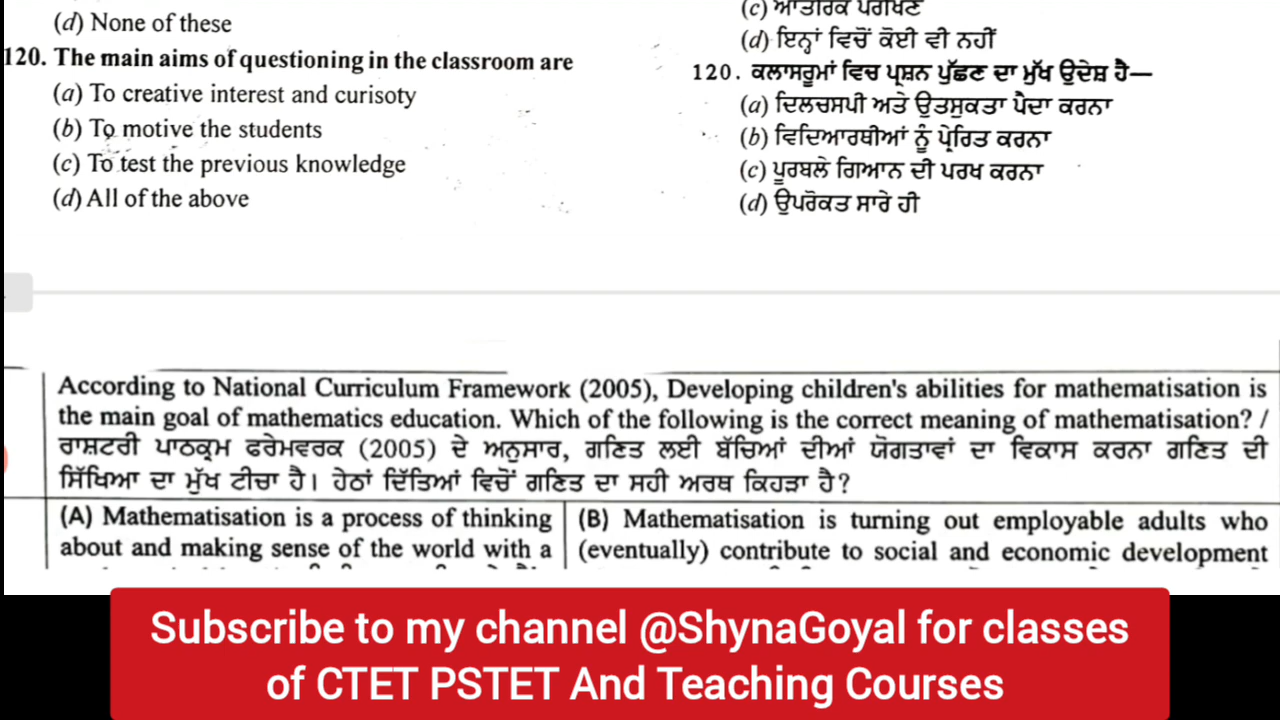 (d) None of these
120. The main aims of questioning in the classroom are
(a) To creative interest and curisoty
(b) To motive the students
(c) To test the previous knowledge
(d) All of the above
(c) ਆਂਤਰਿਕ ਪਰੀਖਣ
(d) ਇਨ੍ਹਾਂ ਵਿਚੋਂ ਕੋਈ ਵੀ ਨਹੀਂ
120. ਕਲਾਸਰੂਮਾਂ ਵਿਚ ਪ੍ਰਸ਼ਨ ਪੁੱਛਣ ਦਾ ਮੁੱਖ ਉਦੇਸ਼ ਹੈ—
(a) ਦਿਲਚਸਪੀ ਅਤੇ ਉਤਸੁਕਤਾ ਪੈਦਾ ਕਰਨਾ
(b) ਵਿਦਿਆਰਥੀਆਂ ਨੂੰ ਪ੍ਰੇਰਿਤ ਕਰਨਾ
(c) ਪੂਰਬਲੇ ਗਿਆਨ ਦੀ ਪਰਖ ਕਰਨਾ
(d) ਉਪਰੋਕਤ ਸਾਰੇ ਹੀ
According to National Curriculum Framework (2005), Developing children's abilities for mathematisation is
the main goal of mathematics education. Which of the following is the correct meaning of mathematisation? /
ਰਾਸ਼ਟਰੀ ਪਾਠਕ੍ਰਮ ਫਰੇਮਵਰਕ (2005) ਦੇ ਅਨੁਸਾਰ, ਗਣਿਤ ਲਈ ਬੱਚਿਆਂ ਦੀਆਂ ਯੋਗਤਾਵਾਂ ਦਾ ਵਿਕਾਸ ਕਰਨਾ ਗਣਿਤ ਦੀ
ਸਿੱਖਿਆ ਦਾ ਮੁੱਖ ਟੀਚਾ ਹੈ। ਹੇਠਾਂ ਦਿੱਤਿਆਂ ਵਿਚੋਂ ਗਣਿਤ ਦਾ ਸਹੀ ਅਰਥ ਕਿਹੜਾ ਹੈ?
(A) Mathematisation is a process of thinking
about and making sense of the world with a
(B) Mathematisation is turning out employable adults who
(eventually) contribute to social and economic development
Subscribe to my channel @ShynaGoyal for classes
of CTET PSTET And Teaching Courses